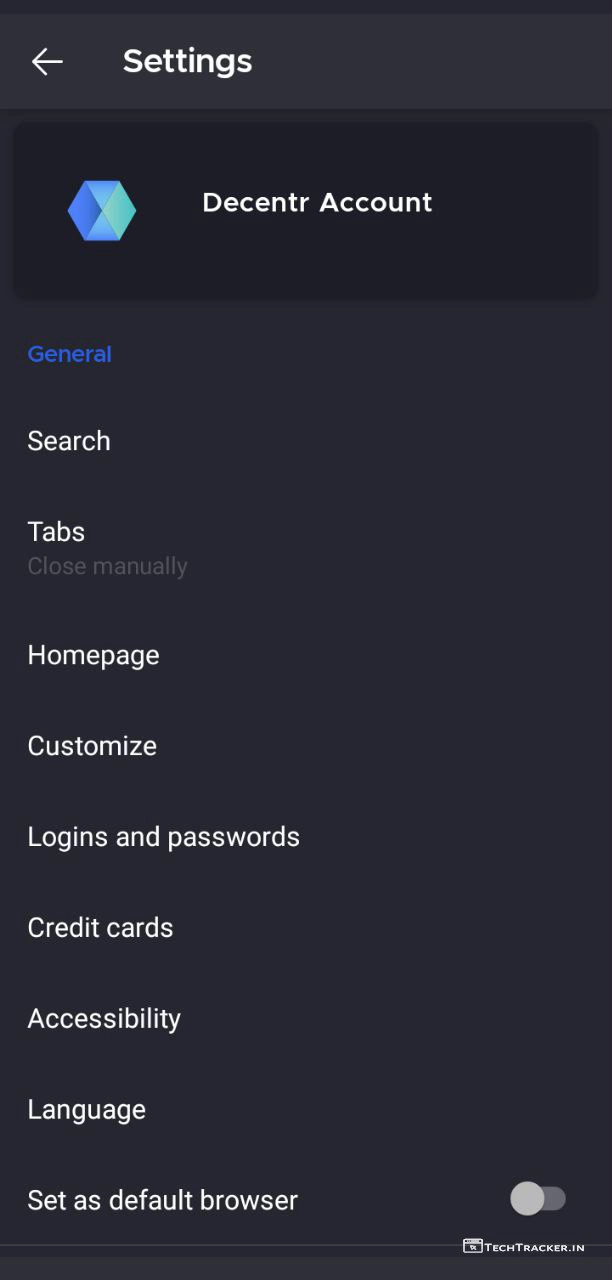 Settings
Decentr Account
General
Search
Tabs
Close manually
Homepage
Customize
Logins and passwords
Credit cards
Accessibility
Language
Set as default browser
TECHTRACKER.IN